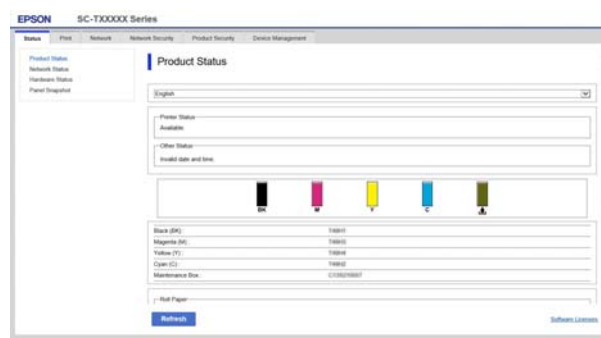 EPSON SC-TXXXXX Series
Status Print Network Network Security Product Security Device Management
Product Status
Network Status
Hardware Status
Panel Snapshot
Product Status
English
Printer Status
Available.
Other Status
Invalid date and time.
BK M Y C
Black (BK) :
Magenta (M) :
Yellow (Y) :
Cyan (C) :
Maintenance Box :
Roll Paper
Refresh
Software Licenses